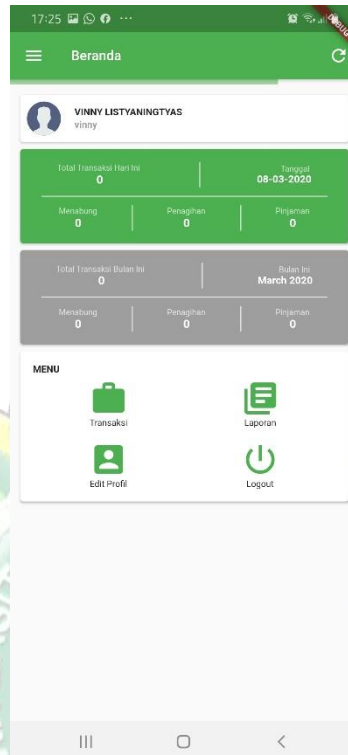 17:25
DEBUG
Beranda
VINNY LISTYANINGTYAS
vinny
Total Transaksi Hari Ini
0
Tanggal
08-03-2020
Menabung
0
Penagihan
0
Pinjaman
0
Total Transaksi Bulan Ini
0
Bulan Ini
March 2020
Menabung
0
Penagihan
0
Pinjaman
0
MENU
Transaksi
Laporan
Edit Profil
Logout